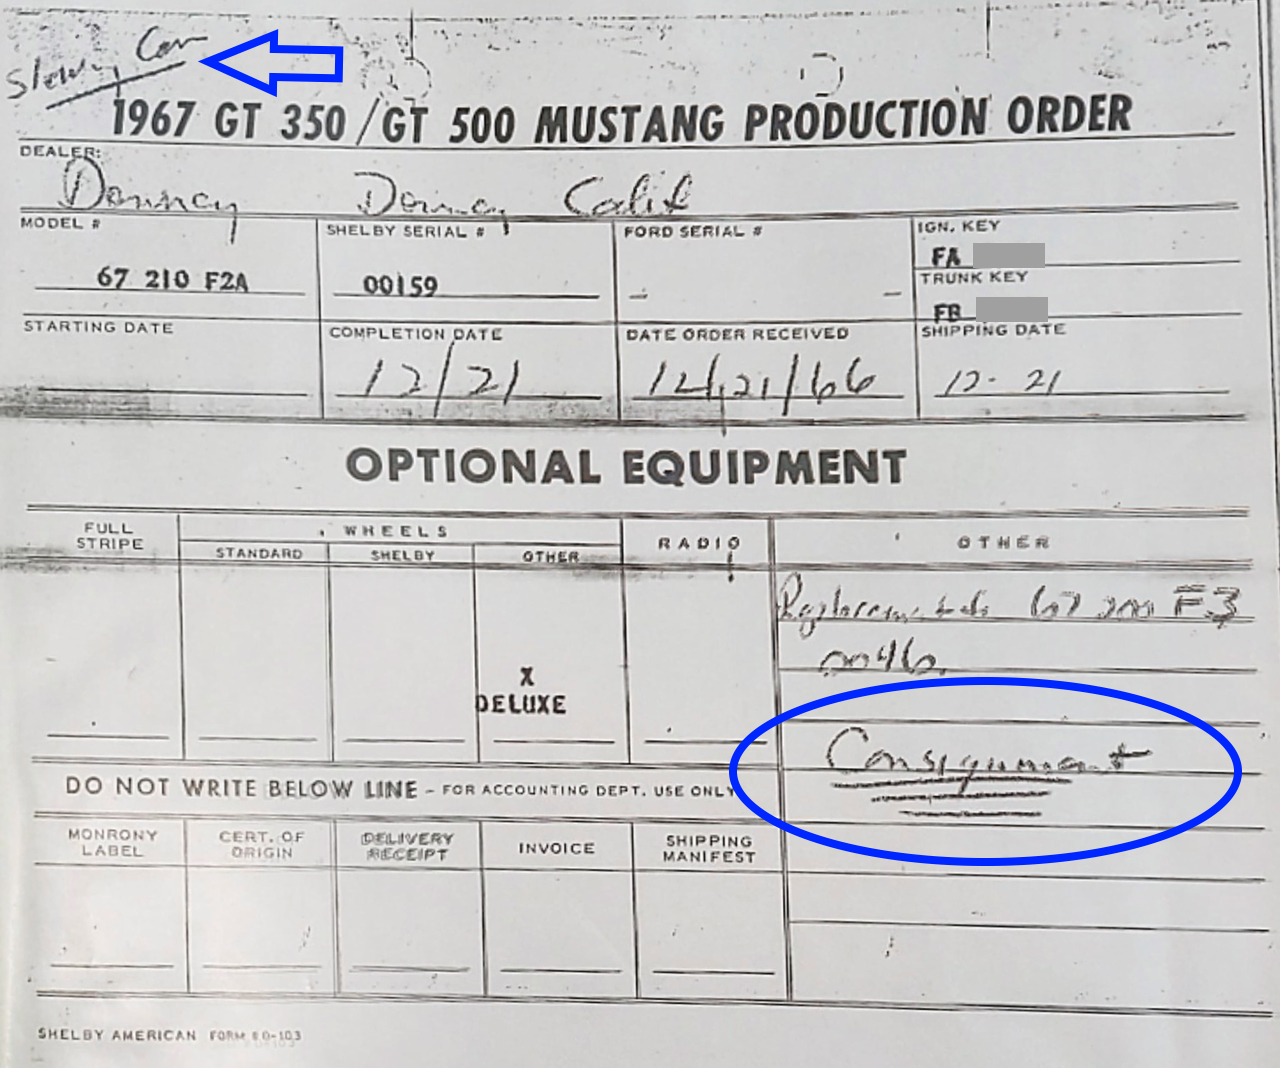 Car
1967 GT 350/GT 500 MUSTANG PRODUCTION ORDER
DEALER:
Downey Downey Calif
MODEL # SHELBY SERIAL # FORD SERIAL # IGN. KEY
67 210 F2A 00159 – – FA
TRUNK KEY
FB
STARTING DATE COMPLETION DATE DATE ORDER RECEIVED SHIPPING DATE
12/21 12/21/66 12- 21
OPTIONAL EQUIPMENT
FULL STRIPE WHEELS RADIO OTHER
STANDARD SHELBY OTHER
67 200 F3
0046
X
DELUXE
Consignment
DO NOT WRITE BELOW LINE – FOR ACCOUNTING DEPT. USE ONLY
MONRONY LABEL CERT. OF ORIGIN DELIVERY RECEIPT INVOICE SHIPPING MANIFEST
SHELBY AMERICAN FORM #0-103